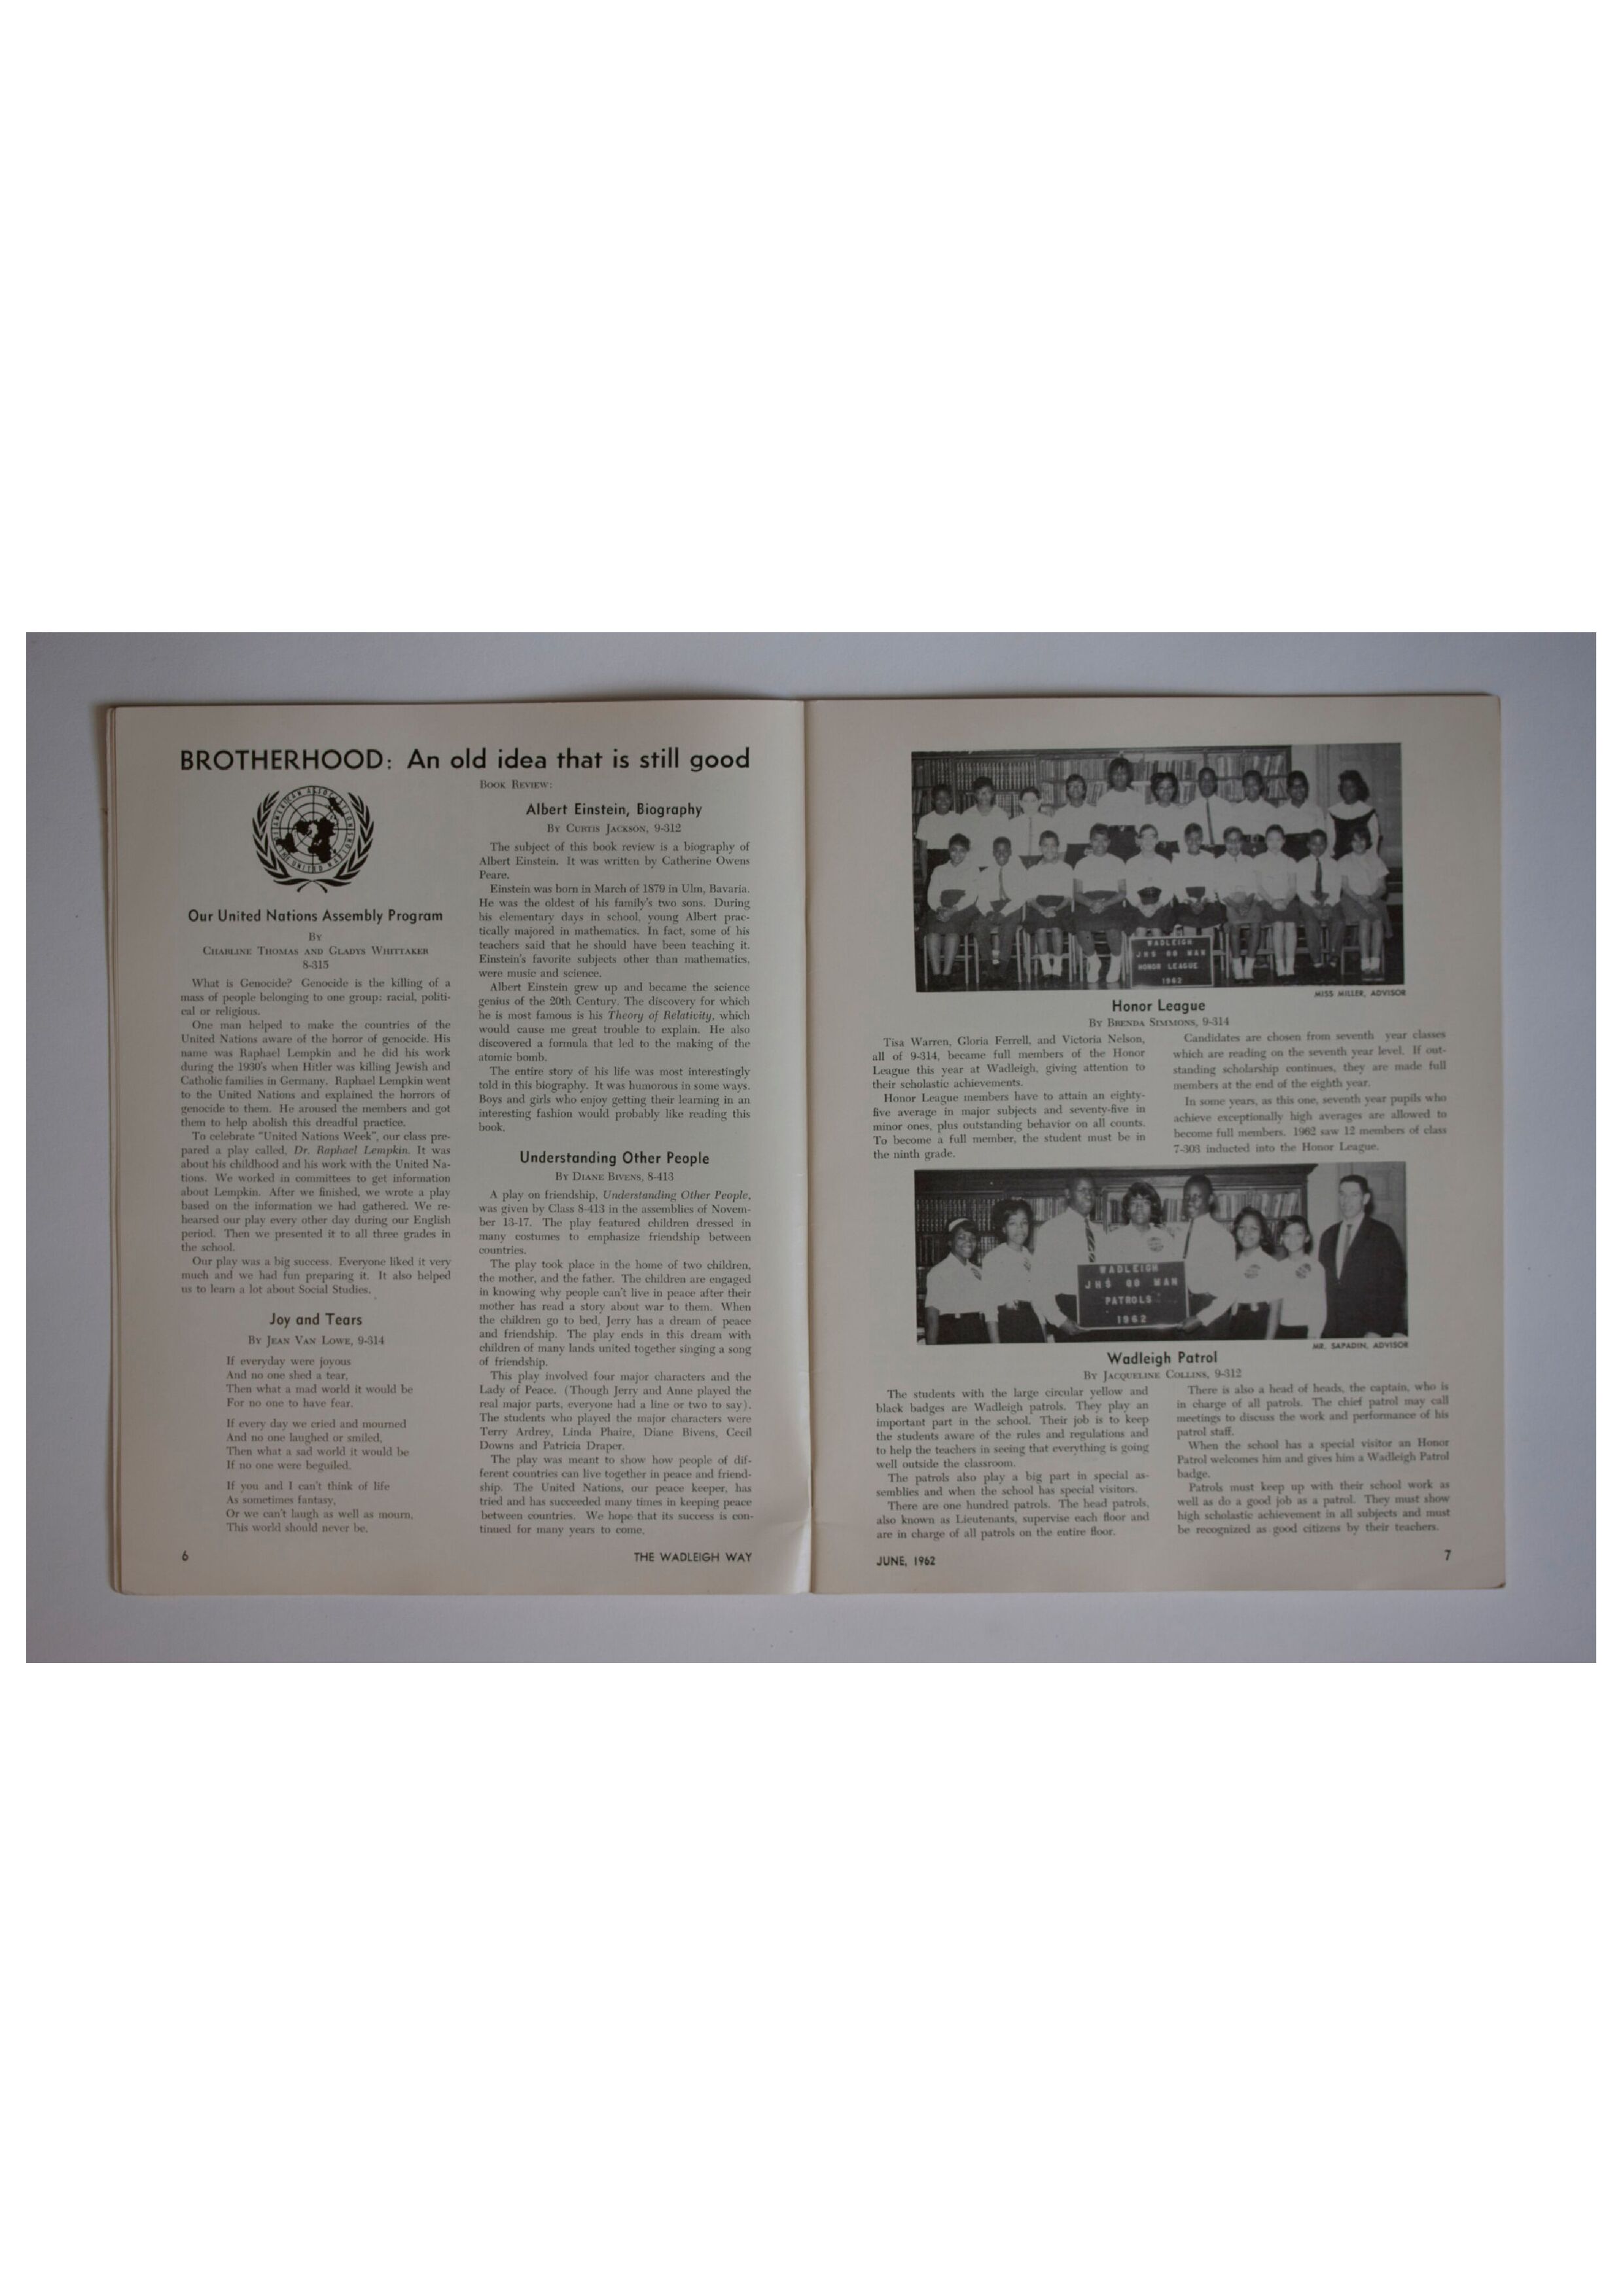 BROTHERHOOD: An old idea that is still good
Our United Nations Assembly Program
By
Charline Thomas and Gladys Whittaker
8-315
What is Genocide? Genocide is the killing of a
mass of people belonging to one group; racial, politi-
cal or religious.
One man helped to make the countries of the
United Nations aware of the horror of genocide. His
name was Raphael Lempkin and he did his work
during the 1930's when Hitler was killing Jewish and
Catholic families in Germany. Raphael Lempkin went
to the United Nations and explained the horrors of
genocide to them. He aroused the members and got
them to help abolish this dreadful practice.
To celebrate "United Nations Week", our class pre-
pared a play called, Dr. Raphael Lempkin. It was
about his childhood and his work with the United Na-
tions. We worked in committees to get information
about Lempkin. After we finished, we wrote a play
based on the information we had gathered. We re-
hearsed our play every other day during our English
period. Then we presented it to all three grades in
the school.
Our play was a big success. Everyone liked it very
much and we had fun preparing it. It also helped
us to learn a lot about Social Studies.
Joy and Tears
By Jean Van Lowe, 9-314
If everyday were joyous
And no one shed a tear,
Then what a mad world it would be
For no one to have fear.
If every day we cried and mourned
And no one laughed or smiled,
Then what a sad world it would be
If no one were beguiled.
If you and I can't think of life
As sometimes fantasy,
Or we can't laugh as well as mourn,
This world should never be.
6
Book Review:
Albert Einstein, Biography
By Curtis Jackson, 9-312
The subject of this book review is a biography of
Albert Einstein. It was written by Catherine Owens
Peare.
Einstein was born in March of 1879 in Ulm, Bavaria.
He was the oldest of his family's two sons. During
his elementary days in school, young Albert prac-
tically majored in mathematics. In fact, some of his
teachers said that he should have been teaching it.
Einstein's favorite subjects other than mathematics,
were music and science.
Albert Einstein grew up and became the science
genius of the 20th Century. The discovery for which
he is most famous is his Theory of Relativity, which
would cause me great trouble to explain. He also
discovered a formula that led to the making of the
atomic bomb.
The entire story of his life was most interestingly
told in this biography. It was humorous in some ways.
Boys and girls who enjoy getting their learning in an
interesting fashion would probably like reading this
book.
Understanding Other People
By Diane Bivens, 8-413
A play on friendship, Understanding Other People,
was given by Class 8-413 in the assemblies of Novem-
ber 13-17. The play featured children dressed in
many costumes to emphasize friendship between
countries.
The play took place in the home of two children,
the mother, and the father. The children are engaged
in knowing why people can't live in peace after their
mother has read a story about war to them. When
the children go to bed, Jerry has a dream of peace
and friendship. The play ends in this dream with
children of many lands united together singing a song
of friendship.
This play involved four major characters and the
Lady of Peace. (Though Jerry and Anne played the
real major parts, everyone had a line or two to say).
The students who played the major characters were
Terry Ardrey, Linda Phaire, Diane Bivens, Cecil
Downs and Patricia Draper.
The play was meant to show how people of dif-
ferent countries can live together in peace and friend-
ship. The United Nations, our peace keeper, has
tried and has succeeded many times in keeping peace
between countries. We hope that its success is con-
tinued for many years to come.
THE WADLEIGH WAY
WADLEIGH
JHS 88 MAN
HONOR LEAGUE
1962
MISS MILLER, ADVISOR
Honor League
By Brenda Simmons, 9-314
Tisa Warren, Gloria Ferrell, and Victoria Nelson,
all of 9-314, became full members of the Honor
League this year at Wadleigh, giving attention to
their scholastic achievements.
Honor League members have to attain an eighty-
five average in major subjects and seventy-five in
minor ones, plus outstanding behavior on all counts.
To become a full member, the student must be in
the ninth grade.
Candidates are chosen from seventh year classes
which are reading on the seventh year level. If out-
standing scholarship continues, they are made full
members at the end of the eighth year.
In some years, as this one, seventh year pupils who
achieve exceptionally high averages are allowed to
become full members. 1962 saw 12 members of class
7-303 inducted into the Honor League.
WADLEIGH
JHS 88 MAN
PATROLS
1962
MR. SAPADIN, ADVISOR
Wadleigh Patrol
By Jacqueline Collins, 9-312
The students with the large circular yellow and
black badges are Wadleigh patrols. They play an
important part in the school. Their job is to keep
the students aware of the rules and regulations and
to help the teachers in seeing that everything is going
well outside the classroom.
The patrols also play a big part in special as-
semblies and when the school has special visitors.
There are one hundred patrols. The head patrols,
also known as Lieutenants, supervise each floor and
are in charge of all patrols on the entire floor.
There is also a head of heads, the captain, who is
in charge of all patrols. The chief patrol may call
meetings to discuss the work and performance of his
patrol staff.
When the school has a special visitor an Honor
Patrol welcomes him and gives him a Wadleigh Patrol
badge.
Patrols must keep up with their school work as
well as do a good job as a patrol. They must show
high scholastic achievement in all subjects and must
be recognized as good citizens by their teachers.
JUNE, 1962
7